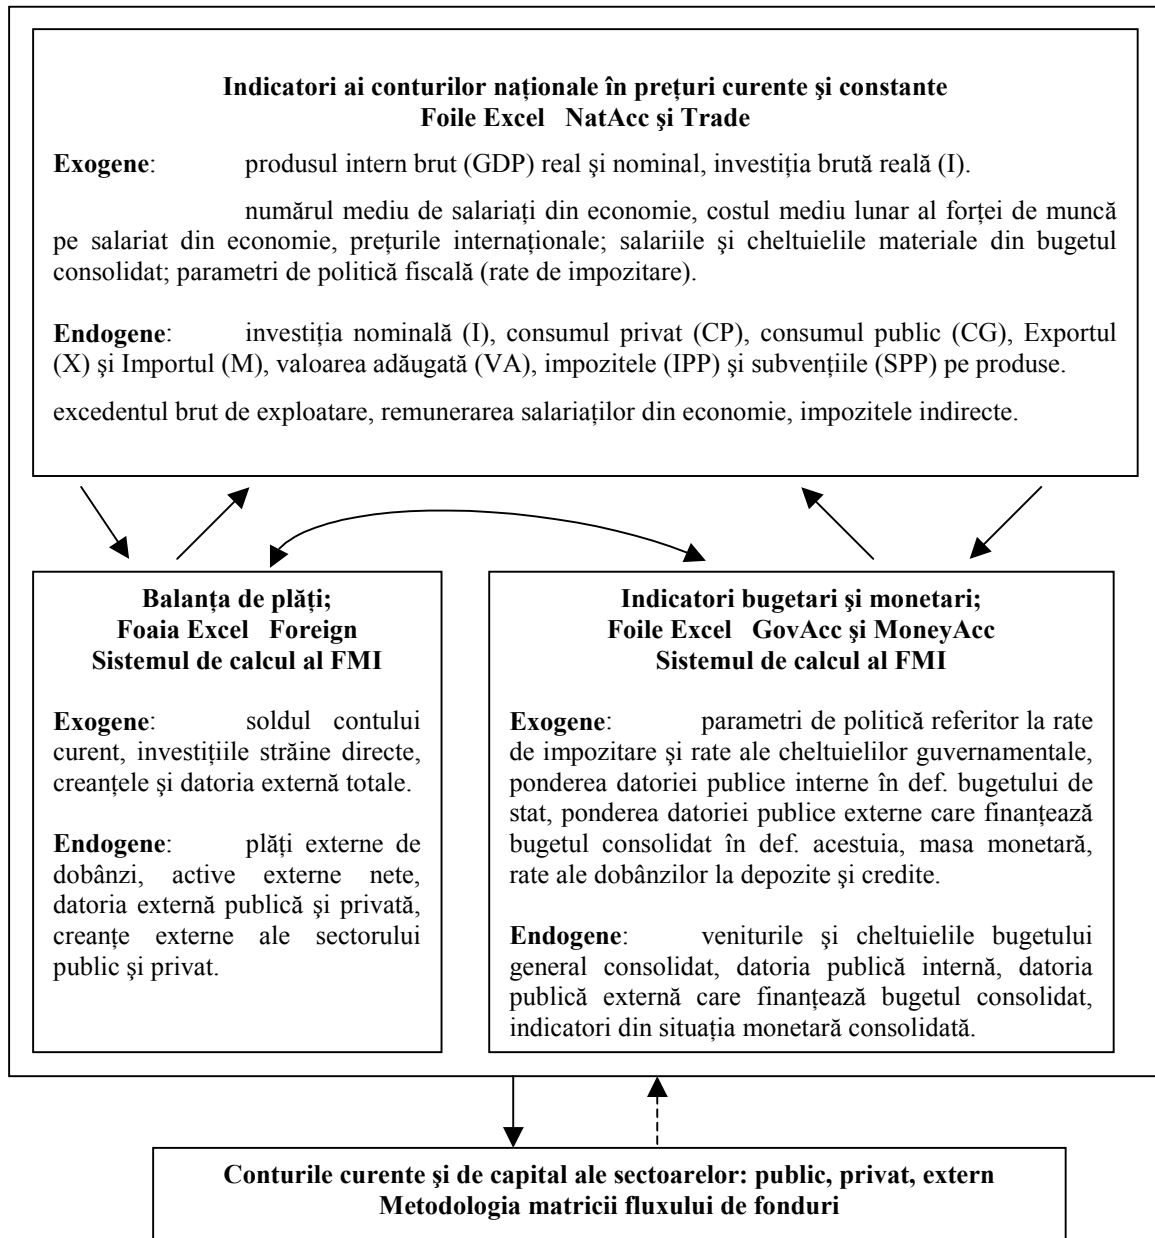 Indicatori ai conturilor naționale în prețuri curente şi constante
Foile Excel NatAcc şi Trade
Exogene: produsul intern brut (GDP) real şi nominal, investiția brută reală (I).
numărul mediu de salariați din economie, costul mediu lunar al forței de muncă
pe salariat din economie, prețurile internaționale; salariile şi cheltuielile materiale din bugetul
consolidat; parametri de politică fiscală (rate de impozitare).
Endogene: investiția nominală (I), consumul privat (CP), consumul public (CG), Exportul
(X) şi Importul (M), valoarea adăugată (VA), impozitele (IPP) şi subvențiile (SPP) pe produse.
excedentul brut de exploatare, remunerarea salariaților din economie, impozitele indirecte.
Balanța de plăți;
Foaia Excel Foreign
Sistemul de calcul al FMI
Exogene: soldul contului
curent, investițiile străine directe,
creanțele şi datoria externă totale.
Endogene: plăți externe de
dobânzi, active externe nete,
datoria externă publică şi privată,
creanțe externe ale sectorului
public şi privat.
Indicatori bugetari şi monetari;
Foile Excel GovAcc şi MoneyAcc
Sistemul de calcul al FMI
Exogene: parametri de politică referitor la rate
de impozitare şi rate ale cheltuielilor guvernamentale,
ponderea datoriei publice interne în def. bugetului de
stat, ponderea datoriei publice externe care finanțează
bugetul consolidat în def. acestuia, masa monetară,
rate ale dobânzilor la depozite şi credite.
Endogene: veniturile şi cheltuielile bugetului
general consolidat, datoria publică internă, datoria
publică externă care finanțează bugetul consolidat,
indicatori din situația monetară consolidată.
Conturile curente şi de capital ale sectoarelor: public, privat, extern
Metodologia matricii fluxului de fonduri